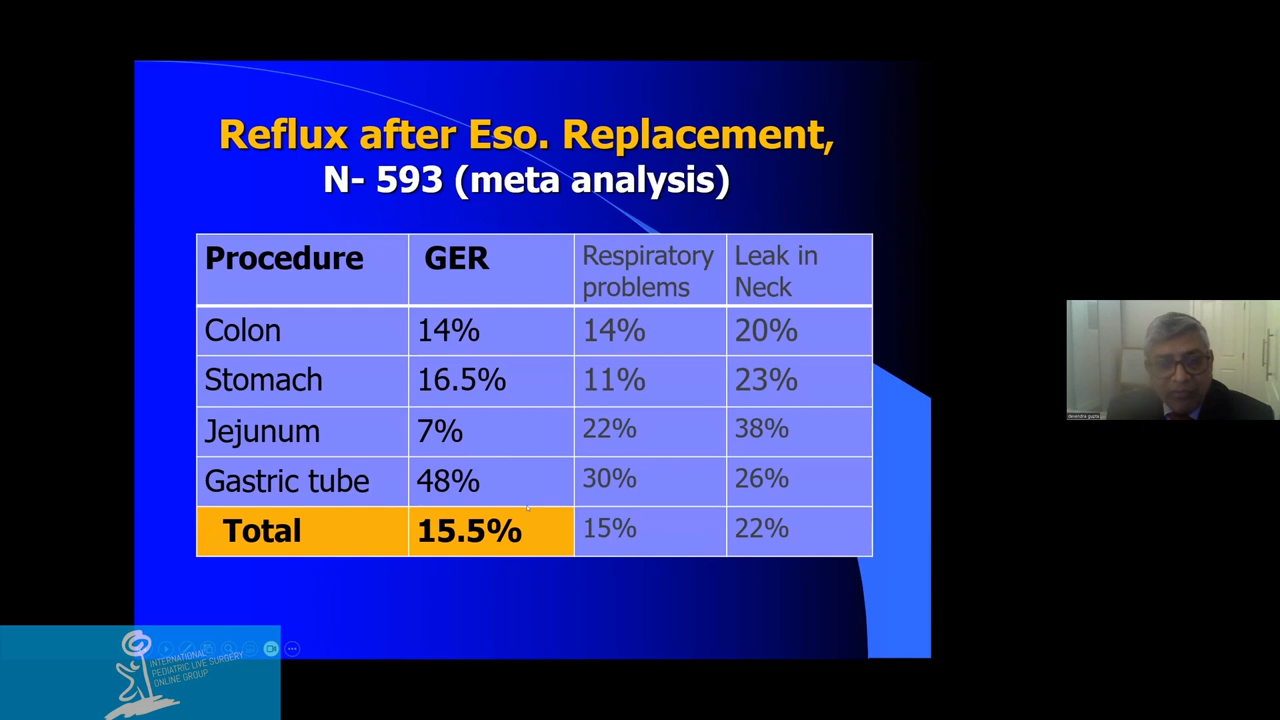 Reflux after Eso. Replacement,
N- 593 (meta analysis)
Procedure GER Respiratory problems Leak in Neck
Colon 14% 14% 20%
Stomach 16.5% 11% 23%
Jejunum 7% 22% 38%
Gastric tube 48% 30% 26%
Total 15.5% 15% 22%
devendra gupta
INTERNATIONAL
PEDIATRIC LIVE SURGERY
ONLINE GROUP